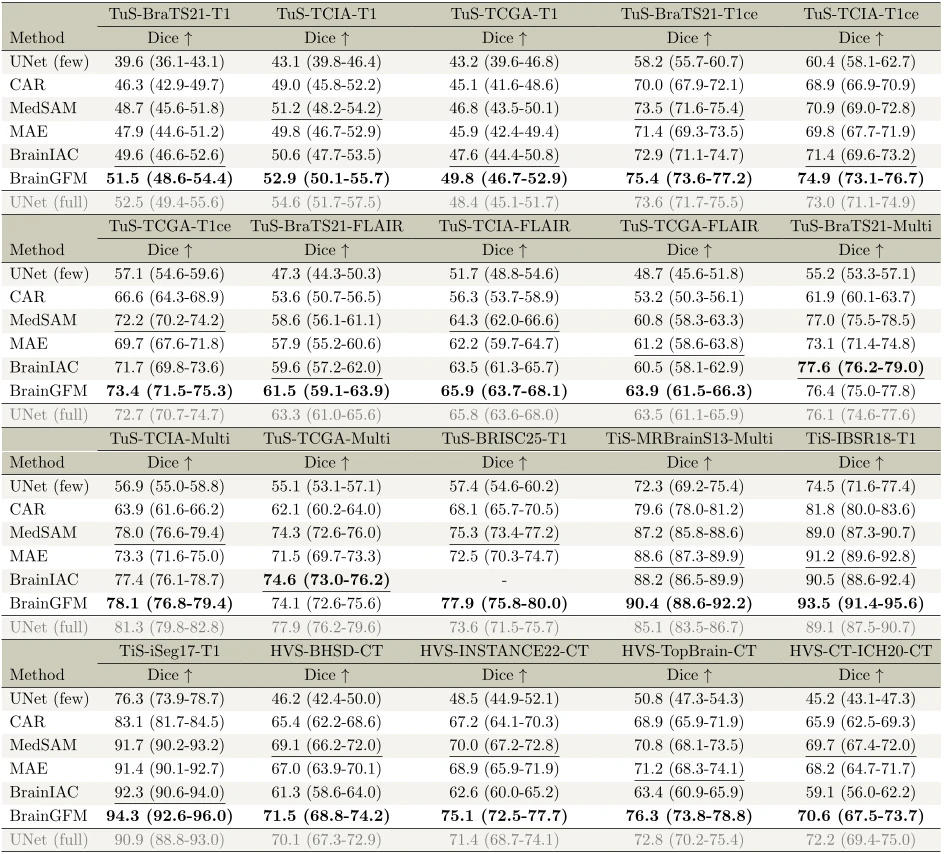 TuS-BraTS21-T1 TuS-TCIA-T1 TuS-TCGA-T1 TuS-BraTS21-T1ce TuS-TCIA-T1ce
Method Dice ↑ Dice ↑ Dice ↑ Dice ↑ Dice ↑
UNet (few) 39.6 (36.1-43.1) 43.1 (39.8-46.4) 43.2 (39.6-46.8) 58.2 (55.7-60.7) 60.4 (58.1-62.7)
CAR 46.3 (42.9-49.7) 49.0 (45.8-52.2) 45.1 (41.6-48.6) 70.0 (67.9-72.1) 68.9 (66.9-70.9)
MedSAM 48.7 (45.6-51.8) 51.2 (48.2-54.2) 46.8 (43.5-50.1) 73.5 (71.6-75.4) 70.9 (69.0-72.8)
MAE 47.9 (44.6-51.2) 49.8 (46.7-52.9) 45.9 (42.4-49.4) 71.4 (69.3-73.5) 69.8 (67.7-71.9)
BrainIAC 49.6 (46.6-52.6) 50.6 (47.7-53.5) 47.6 (44.4-50.8) 72.9 (71.1-74.7) 71.4 (69.6-73.2)
BrainGFM 51.5 (48.6-54.4) 52.9 (50.1-55.7) 49.8 (46.7-52.9) 75.4 (73.6-77.2) 74.9 (73.1-76.7)
UNet (full) 52.5 (49.4-55.6) 54.6 (51.7-57.5) 48.4 (45.1-51.7) 73.6 (71.7-75.5) 73.0 (71.1-74.9)
TuS-TCGA-T1ce TuS-BraTS21-FLAIR TuS-TCIA-FLAIR TuS-TCGA-FLAIR TuS-BraTS21-Multi
Method Dice ↑ Dice ↑ Dice ↑ Dice ↑ Dice ↑
UNet (few) 57.1 (54.6-59.6) 47.3 (44.3-50.3) 51.7 (48.8-54.6) 48.7 (45.6-51.8) 55.2 (53.3-57.1)
CAR 66.6 (64.3-68.9) 53.6 (50.7-56.5) 56.3 (53.7-58.9) 53.2 (50.3-56.1) 61.9 (60.1-63.7)
MedSAM 72.2 (70.2-74.2) 58.6 (56.1-61.1) 64.3 (62.0-66.6) 60.8 (58.3-63.3) 77.0 (75.5-78.5)
MAE 69.7 (67.6-71.8) 57.9 (55.2-60.6) 62.2 (59.7-64.7) 61.2 (58.6-63.8) 73.1 (71.4-74.8)
BrainIAC 71.7 (69.8-73.6) 59.6 (57.2-62.0) 63.5 (61.3-65.7) 60.5 (58.1-62.9) 77.6 (76.2-79.0)
BrainGFM 73.4 (71.5-75.3) 61.5 (59.1-63.9) 65.9 (63.7-68.1) 63.9 (61.5-66.3) 76.4 (75.0-77.8)
UNet (full) 72.7 (70.7-74.7) 63.3 (61.0-65.6) 65.8 (63.6-68.0) 63.5 (61.1-65.9) 76.1 (74.6-77.6)
TuS-TCIA-Multi TuS-TCGA-Multi TuS-BRISC25-T1 TiS-MRBrainS13-Multi TiS-IBSR18-T1
Method Dice ↑ Dice ↑ Dice ↑ Dice ↑ Dice ↑
UNet (few) 56.9 (55.0-58.8) 55.1 (53.1-57.1) 57.4 (54.6-60.2) 72.3 (69.2-75.4) 74.5 (71.6-77.4)
CAR 63.9 (61.6-66.2) 62.1 (60.2-64.0) 68.1 (65.7-70.5) 79.6 (78.0-81.2) 81.8 (80.0-83.6)
MedSAM 78.0 (76.6-79.4) 74.3 (72.6-76.0) 75.3 (73.4-77.2) 87.2 (85.8-88.6) 89.0 (87.3-90.7)
MAE 73.3 (71.6-75.0) 71.5 (69.7-73.3) 72.5 (70.3-74.7) 88.6 (87.3-89.9) 91.2 (89.6-92.8)
BrainIAC 77.4 (76.1-78.7) 74.6 (73.0-76.2) - 88.2 (86.5-89.9) 90.5 (88.6-92.4)
BrainGFM 78.1 (76.8-79.4) 74.1 (72.6-75.6) 77.9 (75.8-80.0) 90.4 (88.6-92.2) 93.5 (91.4-95.6)
UNet (full) 81.3 (79.8-82.8) 77.9 (76.2-79.6) 73.6 (71.5-75.7) 85.1 (83.5-86.7) 89.1 (87.5-90.7)
TiS-iSeg17-T1 HVS-BHSD-CT HVS-INSTANCE22-CT HVS-TopBrain-CT HVS-CT-ICH20-CT
Method Dice ↑ Dice ↑ Dice ↑ Dice ↑ Dice ↑
UNet (few) 76.3 (73.9-78.7) 46.2 (42.4-50.0) 48.5 (44.9-52.1) 50.8 (47.3-54.3) 45.2 (43.1-47.3)
CAR 83.1 (81.7-84.5) 65.4 (62.2-68.6) 67.2 (64.1-70.3) 68.9 (65.9-71.9) 65.9 (62.5-69.3)
MedSAM 91.7 (90.2-93.2) 69.1 (66.2-72.0) 70.0 (67.2-72.8) 70.8 (68.1-73.5) 69.7 (67.4-72.0)
MAE 91.4 (90.1-92.7) 67.0 (63.9-70.1) 68.9 (65.9-71.9) 71.2 (68.3-74.1) 68.2 (64.7-71.7)
BrainIAC 92.3 (90.6-94.0) 61.3 (58.6-64.0) 62.6 (60.0-65.2) 63.4 (60.9-65.9) 59.1 (56.0-62.2)
BrainGFM 94.3 (92.6-96.0) 71.5 (68.8-74.2) 75.1 (72.5-77.7) 76.3 (73.8-78.8) 70.6 (67.5-73.7)
UNet (full) 90.9 (88.8-93.0) 70.1 (67.3-72.9) 71.4 (68.7-74.1) 72.8 (70.2-75.4) 72.2 (69.4-75.0)